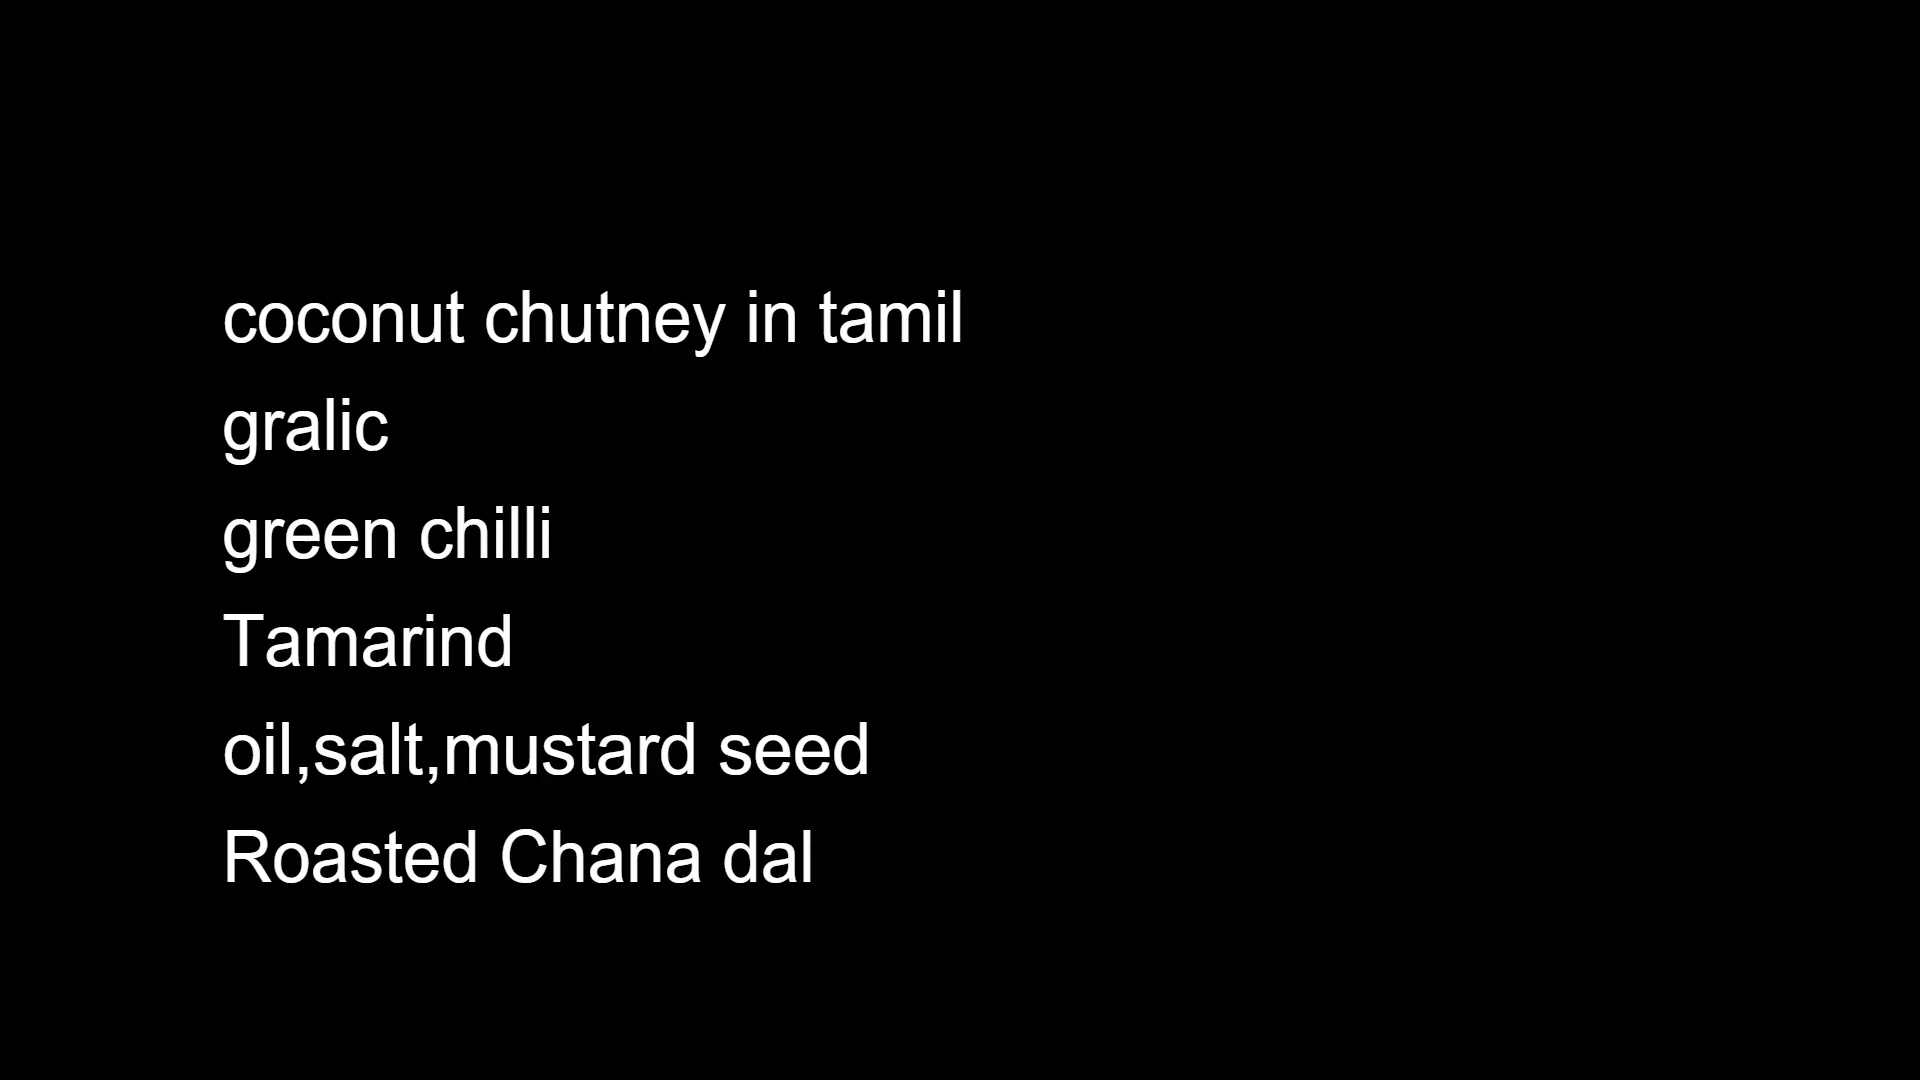 coconut chutney in tamil
gralic
green chilli
Tamarind
oil,salt,mustard seed
Roasted Chana dal